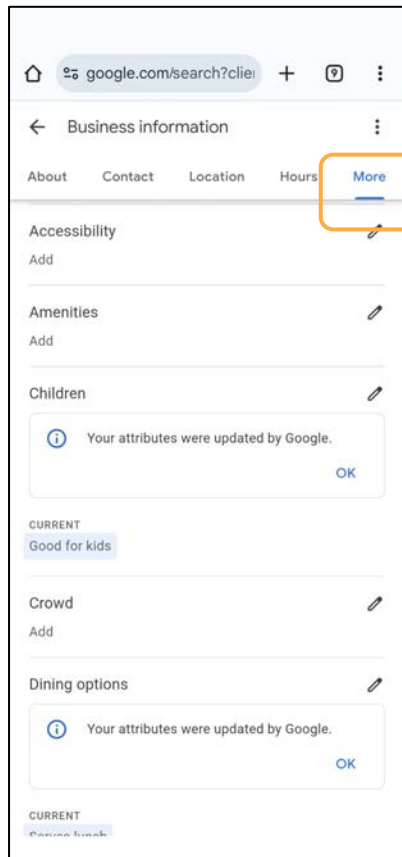 google.com/search?clie
9
Business information
About Contact Location Hours More
Accessibility
Add
Amenities
Add
Children
Your attributes were updated by Google.
OK
CURRENT
Good for kids
Crowd
Add
Dining options
Your attributes were updated by Google.
OK
CURRENT
Serves lunch